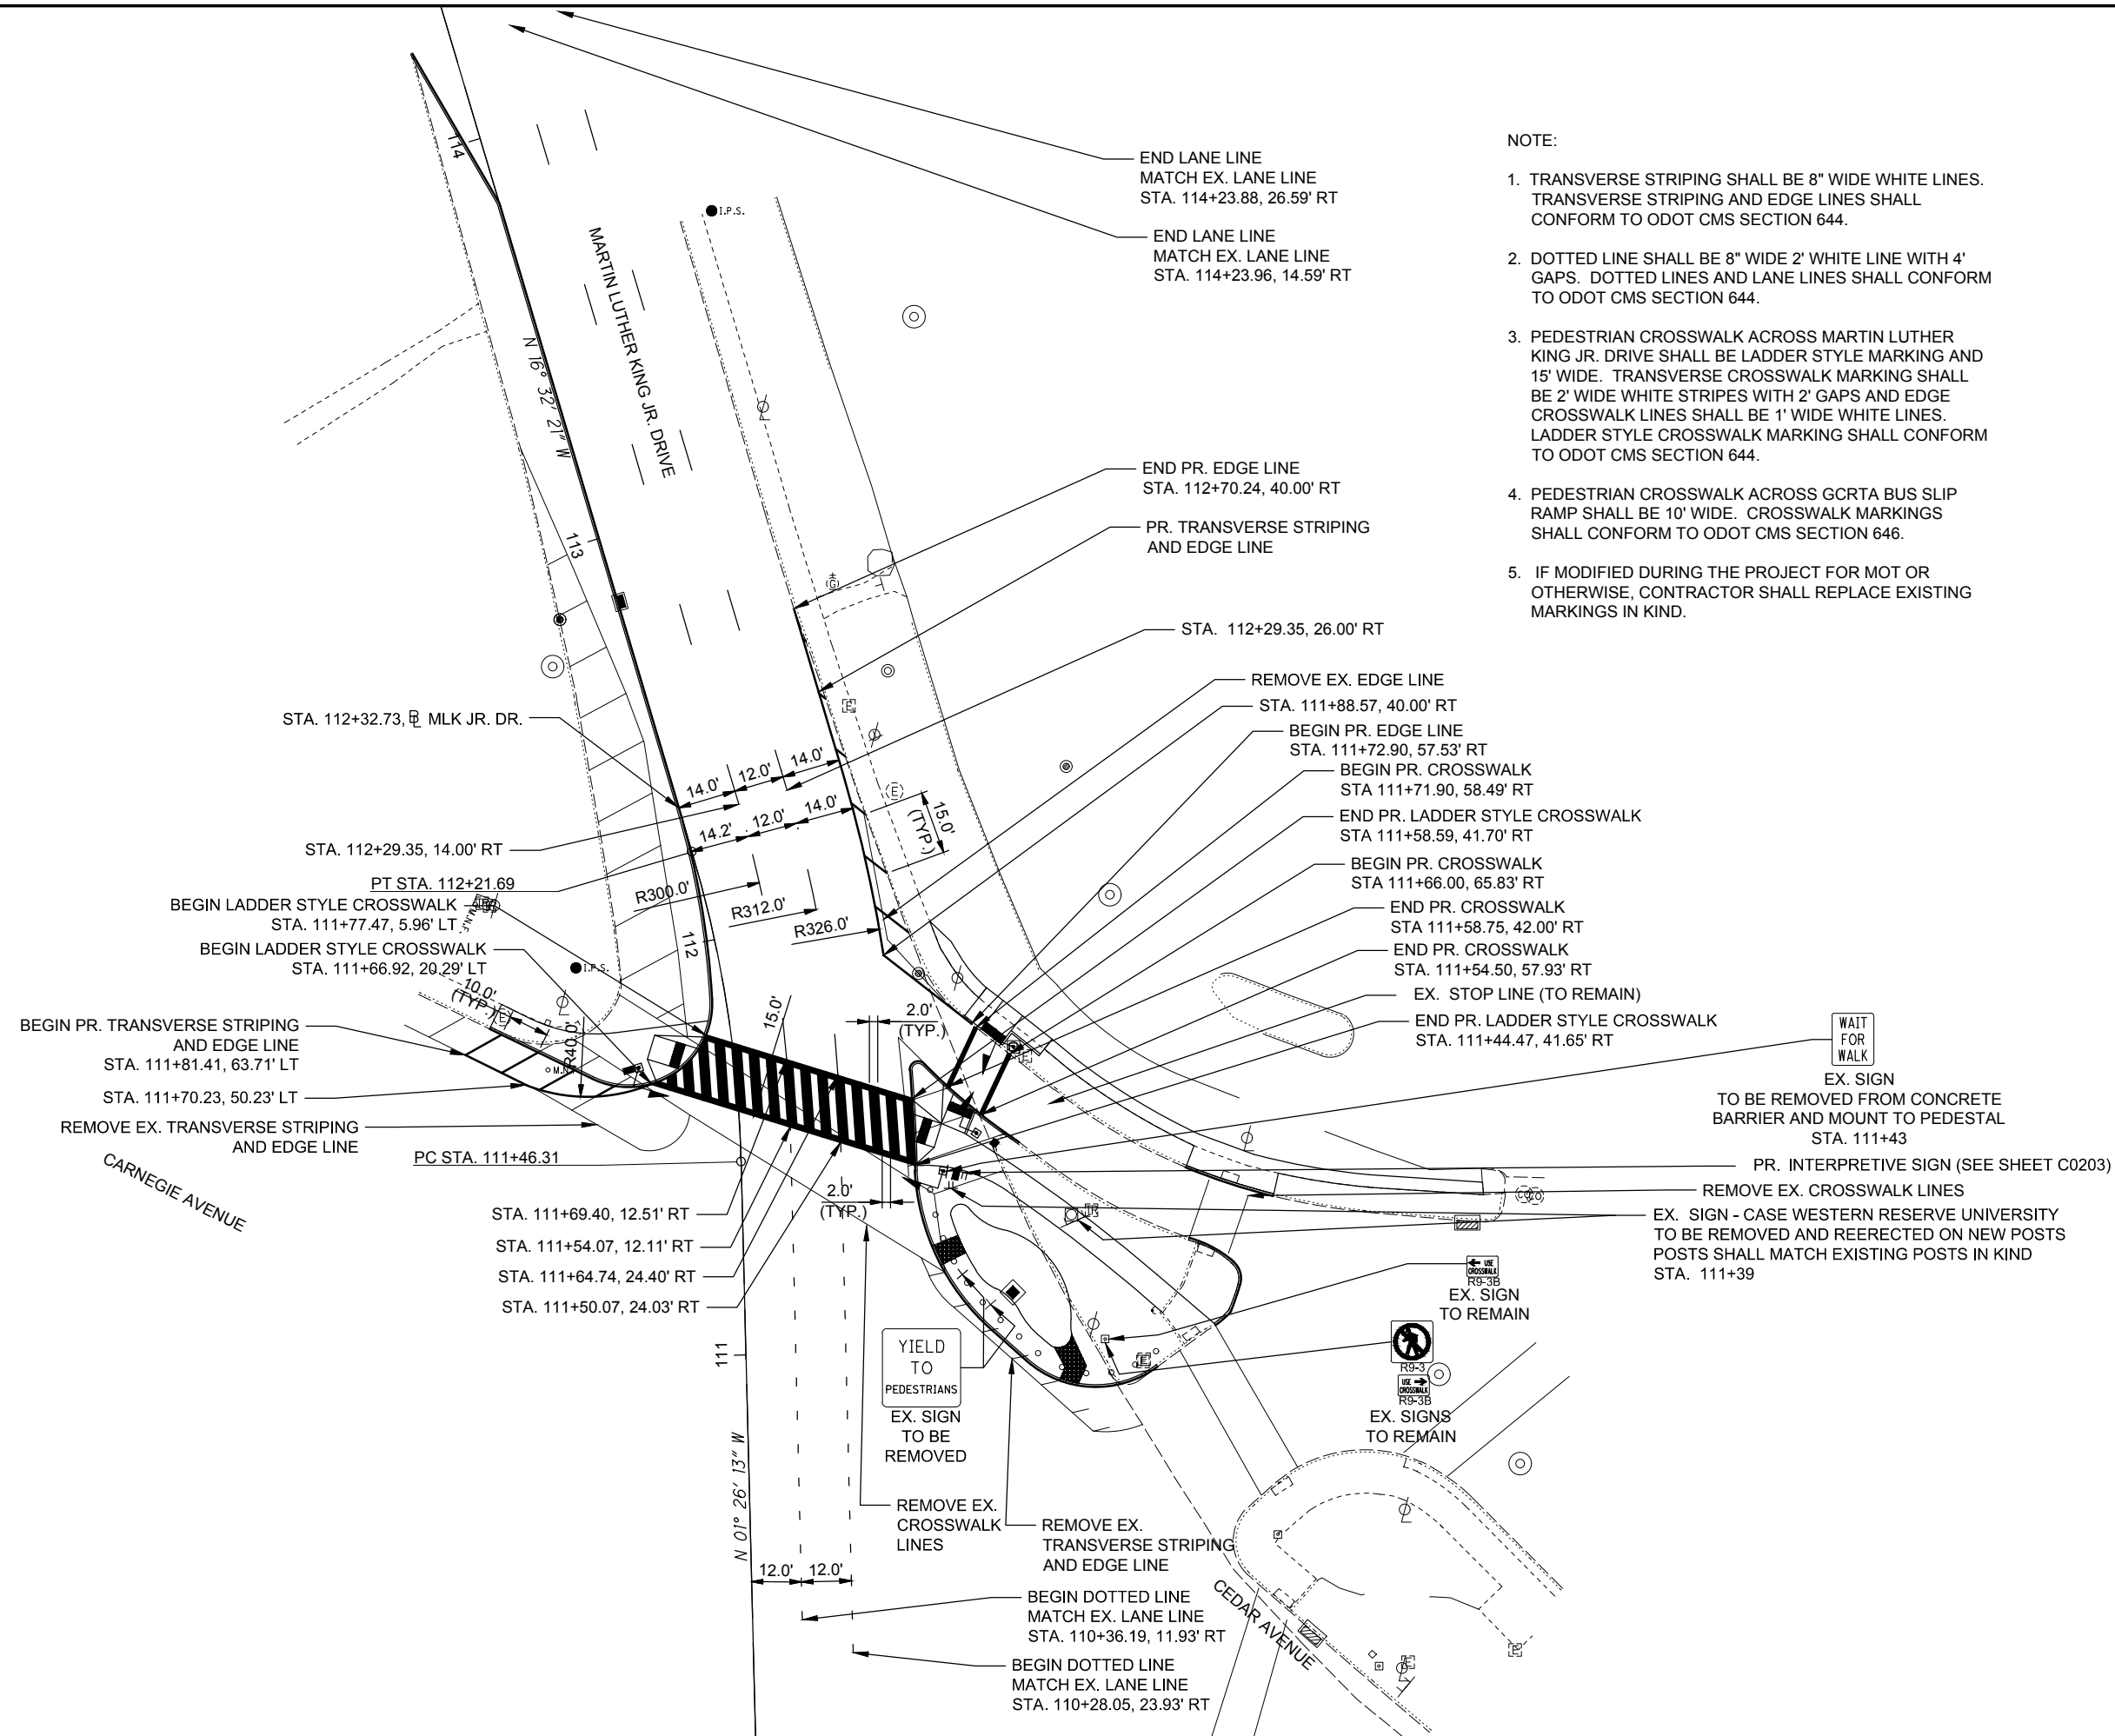 END LANE LINE
MATCH EX. LANE LINE
STA. 114+23.88, 26.59' RT
END LANE LINE
MATCH EX. LANE LINE
STA. 114+23.96, 14.59' RT
NOTE:
1. TRANSVERSE STRIPING SHALL BE 8" WIDE WHITE LINES.
TRANSVERSE STRIPING AND EDGE LINES SHALL
CONFORM TO ODOT CMS SECTION 644.
2. DOTTED LINE SHALL BE 8" WIDE 2' WHITE LINE WITH 4'
GAPS. DOTTED LINES AND LANE LINES SHALL CONFORM
TO ODOT CMS SECTION 644.
3. PEDESTRIAN CROSSWALK ACROSS MARTIN LUTHER
KING JR. DRIVE SHALL BE LADDER STYLE MARKING AND
15' WIDE. TRANSVERSE CROSSWALK MARKING SHALL
BE 2' WIDE WHITE STRIPES WITH 2' GAPS AND EDGE
CROSSWALK LINES SHALL BE 1' WIDE WHITE LINES.
LADDER STYLE CROSSWALK MARKING SHALL CONFORM
TO ODOT CMS SECTION 644.
4. PEDESTRIAN CROSSWALK ACROSS GCRTA BUS SLIP
RAMP SHALL BE 10' WIDE. CROSSWALK MARKINGS
SHALL CONFORM TO ODOT CMS SECTION 646.
5. IF MODIFIED DURING THE PROJECT FOR MOT OR
OTHERWISE, CONTRACTOR SHALL REPLACE EXISTING
MARKINGS IN KIND.
114
I.P.S.
MARTIN LUTHER KING JR. DRIVE
N 16° 32' 21" W
113
END PR. EDGE LINE
STA. 112+70.24, 40.00' RT
PR. TRANSVERSE STRIPING
AND EDGE LINE
G
STA. 112+29.35, 26.00' RT
REMOVE EX. EDGE LINE
STA. 111+88.57, 40.00' RT
BEGIN PR. EDGE LINE
STA. 111+72.90, 57.53' RT
BEGIN PR. CROSSWALK
STA 111+71.90, 58.49' RT
END PR. LADDER STYLE CROSSWALK
STA 111+58.59, 41.70' RT
BEGIN PR. CROSSWALK
STA 111+66.00, 65.83' RT
END PR. CROSSWALK
STA 111+58.75, 42.00' RT
END PR. CROSSWALK
STA. 111+54.50, 57.93' RT
EX. STOP LINE (TO REMAIN)
END PR. LADDER STYLE CROSSWALK
STA. 111+44.47, 41.65' RT
STA. 112+32.73, BL MLK JR. DR.
14.0'
12.0'
14.0'
14.2'
12.0'
14.0'
E
15.0'
(TYP.)
STA. 112+29.35, 14.00' RT
PT STA. 112+21.69
R300.0'
R312.0'
R326.0'
BEGIN LADDER STYLE CROSSWALK
STA. 111+77.47, 5.96' LT
BEGIN LADDER STYLE CROSSWALK
STA. 111+66.92, 20.29' LT
112
I.P.S.
10.0'
(TYP.)
E
R40.0'
15.0'
2.0'
(TYP.)
BEGIN PR. TRANSVERSE STRIPING
AND EDGE LINE
STA. 111+81.41, 63.71' LT
STA. 111+70.23, 50.23' LT
REMOVE EX. TRANSVERSE STRIPING
AND EDGE LINE
CARNEGIE AVENUE
PC STA. 111+46.31
2.0'
(TYP.)
STA. 111+69.40, 12.51' RT
STA. 111+54.07, 12.11' RT
STA. 111+64.74, 24.40' RT
STA. 111+50.07, 24.03' RT
WAIT
FOR
WALK
EX. SIGN
TO BE REMOVED FROM CONCRETE
BARRIER AND MOUNT TO PEDESTAL
STA. 111+43
PR. INTERPRETIVE SIGN (SEE SHEET C0203)
REMOVE EX. CROSSWALK LINES
EX. SIGN - CASE WESTERN RESERVE UNIVERSITY
TO BE REMOVED AND REERECTED ON NEW POSTS
POSTS SHALL MATCH EXISTING POSTS IN KIND
STA. 111+39
USE
CROSSWALK
R9-3B
EX. SIGN
TO REMAIN
R9-3
USE
CROSSWALK
R9-3B
EX. SIGNS
TO REMAIN
111
YIELD
TO
PEDESTRIANS
EX. SIGN
TO BE
REMOVED
N 01° 26' 13" W
REMOVE EX.
CROSSWALK
LINES
REMOVE EX.
TRANSVERSE STRIPING
AND EDGE LINE
12.0'
12.0'
BEGIN DOTTED LINE
MATCH EX. LANE LINE
STA. 110+36.19, 11.93' RT
BEGIN DOTTED LINE
MATCH EX. LANE LINE
STA. 110+28.05, 23.93' RT
CEDAR AVENUE